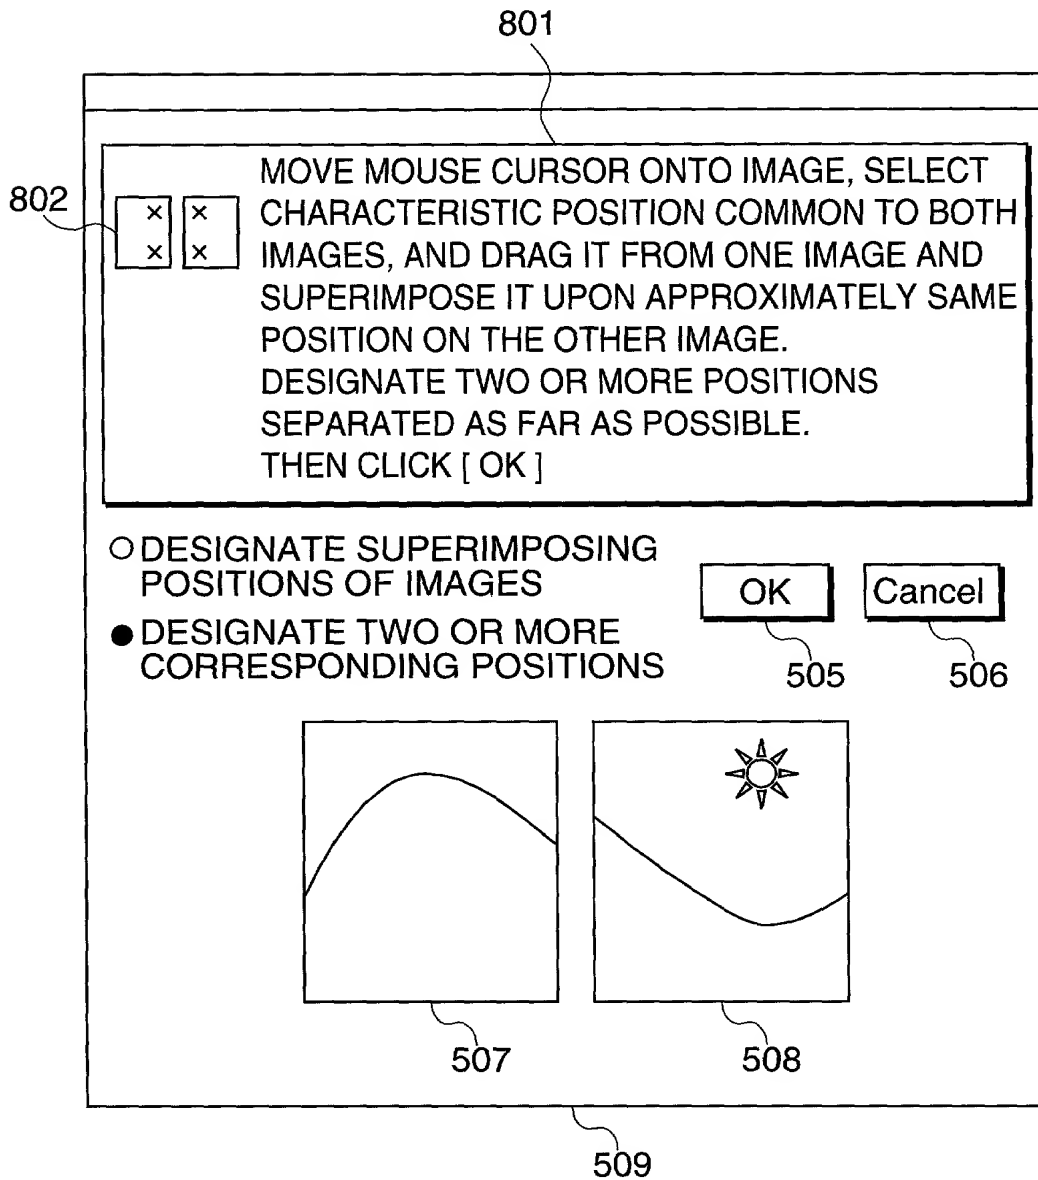 801
802
MOVE MOUSE CURSOR ONTO IMAGE, SELECT
CHARACTERISTIC POSITION COMMON TO BOTH
IMAGES, AND DRAG IT FROM ONE IMAGE AND
SUPERIMPOSE IT UPON APPROXIMATELY SAME
POSITION ON THE OTHER IMAGE.
DESIGNATE TWO OR MORE POSITIONS
SEPARATED AS FAR AS POSSIBLE.
THEN CLICK [ OK ]
DESIGNATE SUPERIMPOSING
POSITIONS OF IMAGES
DESIGNATE TWO OR MORE
CORRESPONDING POSITIONS
OK
Cancel
505
506
507
508
509